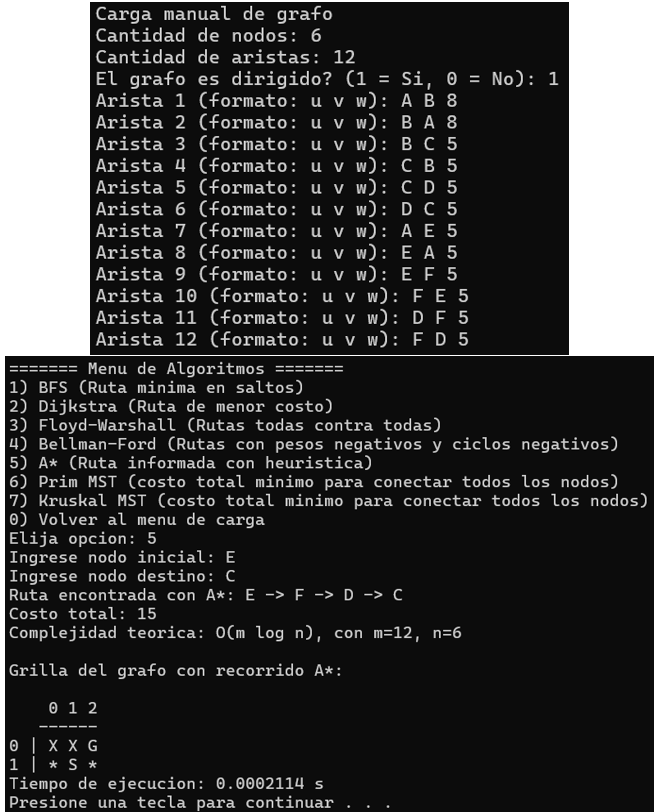 Carga manual de grafo
Cantidad de nodos: 6
Cantidad de aristas: 12
El grafo es dirigido? (1 = Si, 0 = No): 1
Arista 1 (formato: u v w): A B 8
Arista 2 (formato: u v w): B A 8
Arista 3 (formato: u v w): B C 5
Arista 4 (formato: u v w): C B 5
Arista 5 (formato: u v w): C D 5
Arista 6 (formato: u v w): D C 5
Arista 7 (formato: u v w): A E 5
Arista 8 (formato: u v w): E A 5
Arista 9 (formato: u v w): E F 5
Arista 10 (formato: u v w): F E 5
Arista 11 (formato: u v w): D F 5
Arista 12 (formato: u v w): F D 5
======= Menu de Algoritmos =======
1) BFS (Ruta minima en saltos)
2) Dijkstra (Ruta de menor costo)
3) Floyd-Warshall (Rutas todas contra todas)
4) Bellman-Ford (Rutas con pesos negativos y ciclos negativos)
5) A* (Ruta informada con heuristica)
6) Prim MST (costo total minimo para conectar todos los nodos)
7) Kruskal MST (costo total minimo para conectar todos los nodos)
0) Volver al menu de carga
Elija opcion: 5
Ingrese nodo inicial: E
Ingrese nodo destino: C
Ruta encontrada con A*: E -> F -> D -> C
Costo total: 15
Complejidad teorica: O(m log n), con m=12, n=6
Grilla del grafo con recorrido A*:
0 1 2
------
0 | X X G
1 | * S *
Tiempo de ejecucion: 0.0002114 s
Presione una tecla para continuar . . .